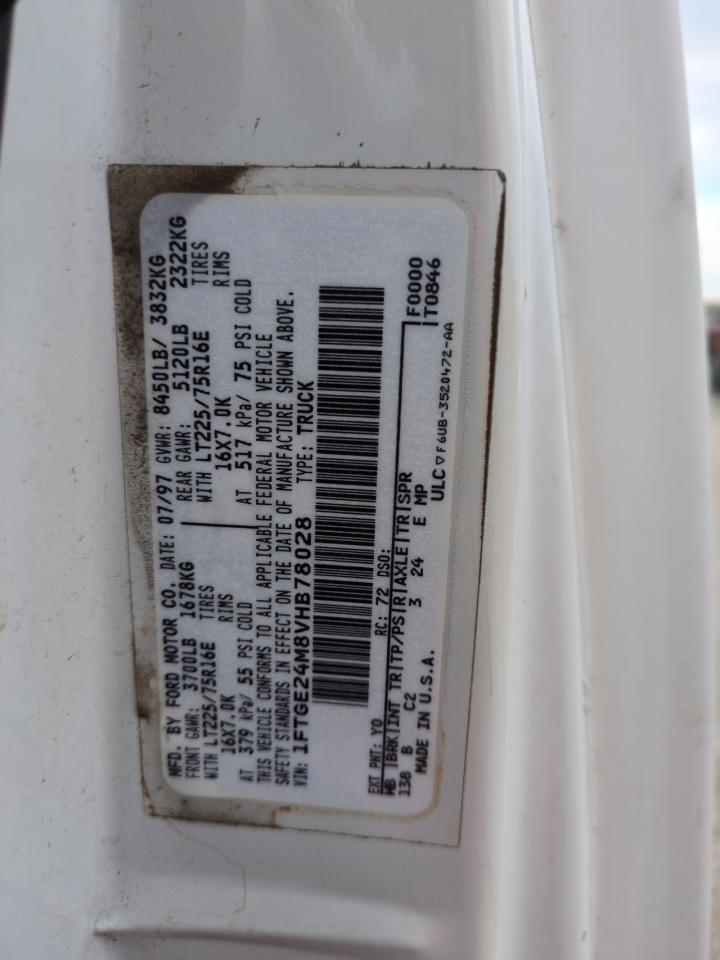 MFD. BY FORD MOTOR CO. DATE: 07/97 GVWR: 8450LB/ 3832KG
FRONT GAWR: 3700LB 1678KG REAR GAWR: 5120LB 2322KG
WITH LT225/75R16E TIRES WITH LT225/75R16E TIRES
16X7.0K RIMS 16X7.0K RIMS
AT 379 kPa/ 55 PSI COLD AT 517 kPa/ 75 PSI COLD
THIS VEHICLE CONFORMS TO ALL APPLICABLE FEDERAL MOTOR VEHICLE
SAFETY STANDARDS IN EFFECT ON THE DATE OF MANUFACTURE SHOWN ABOVE.
VIN: 1FTGE24M8VHB78028 TYPE: TRUCK
EXT PNT: YO RC: 72 DSO: F0000
WB |BRK|INT TR|TP/PS|R|AXLE|TR|SPR T0846
138 B C2 3 24 E MP
MADE IN U.S.A. ULC ▽ F6UB-3520472-AA